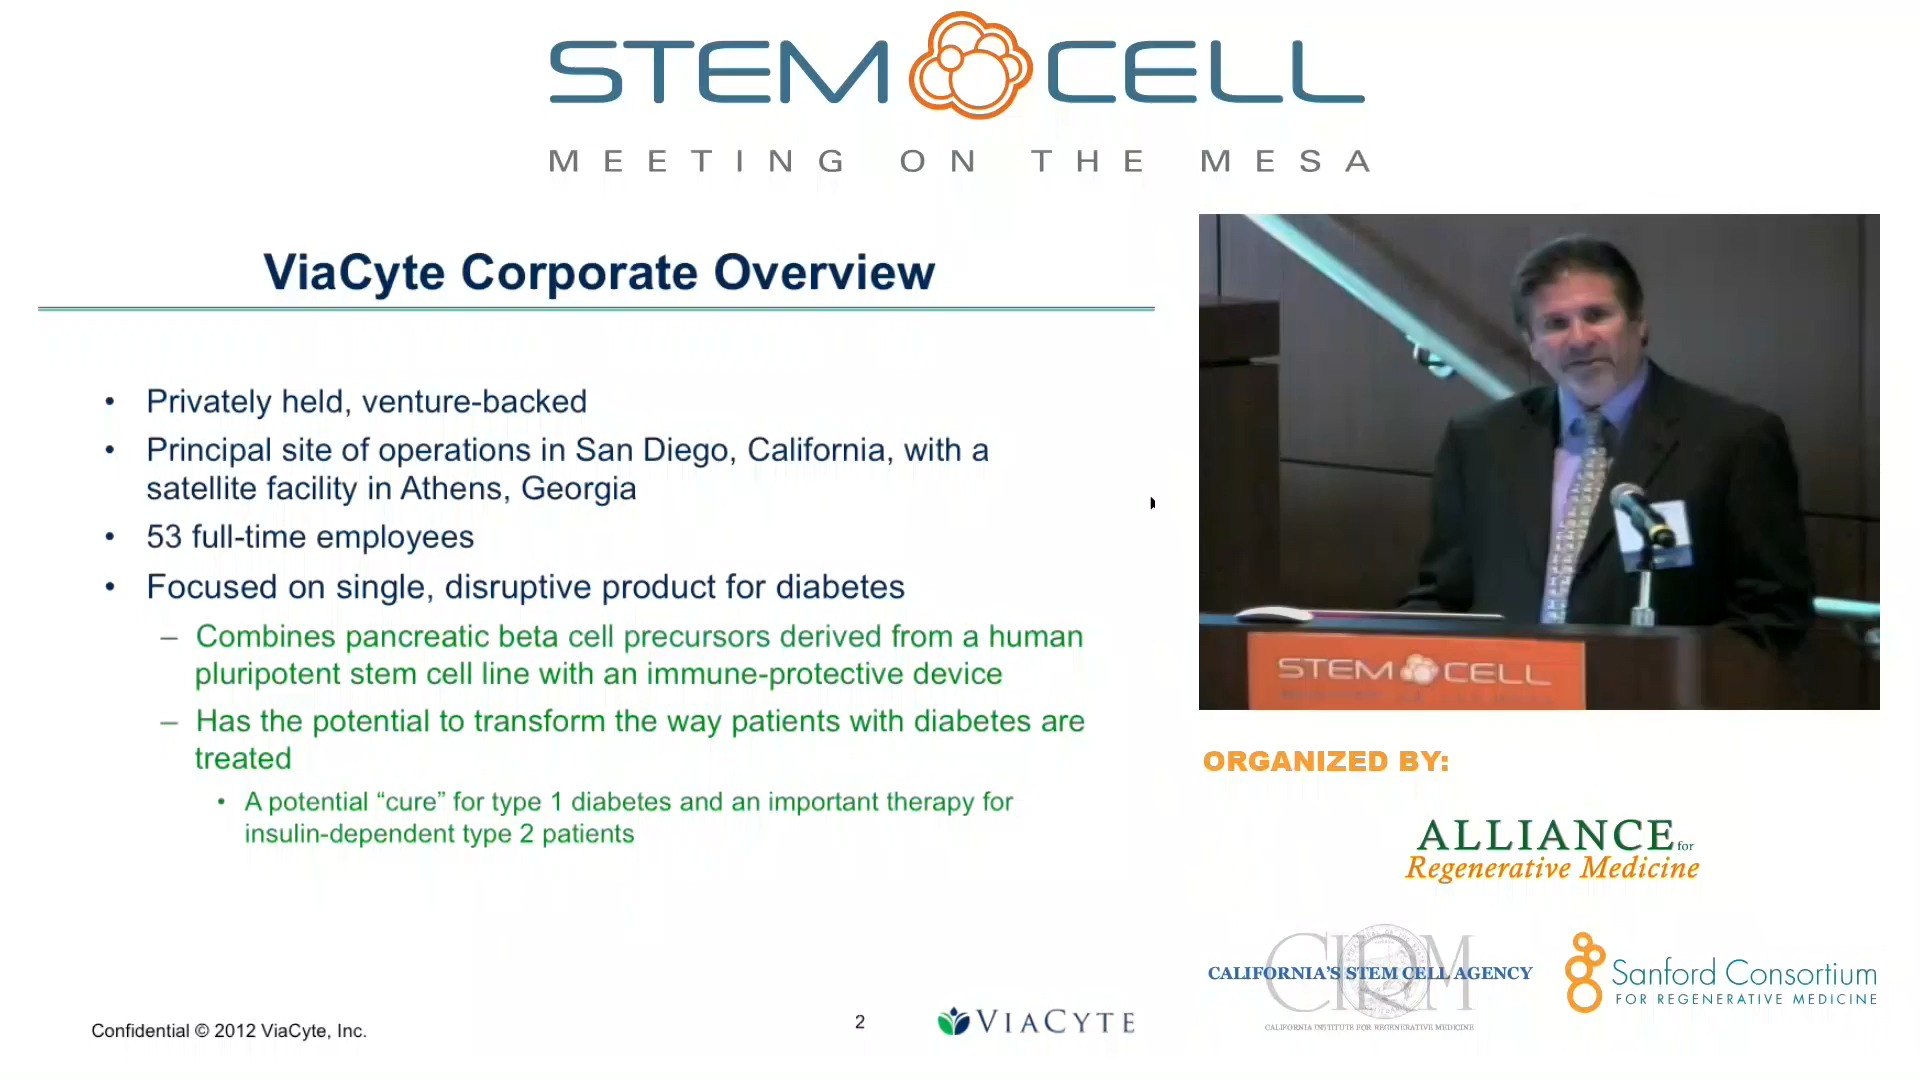 STEM CELL
MEETING ON THE MESA
ViaCyte Corporate Overview
• Privately held, venture-backed
• Principal site of operations in San Diego, California, with a
satellite facility in Athens, Georgia
• 53 full-time employees
• Focused on single, disruptive product for diabetes
– Combines pancreatic beta cell precursors derived from a human
pluripotent stem cell line with an immune-protective device
– Has the potential to transform the way patients with diabetes are
treated
• A potential “cure” for type 1 diabetes and an important therapy for
insulin-dependent type 2 patients
Confidential © 2012 ViaCyte, Inc.
2
VIACYTE
STEM CELL
ORGANIZED BY:
ALLIANCE for
Regenerative Medicine
CIRM
CALIFORNIA'S STEM CELL AGENCY
CALIFORNIA INSTITUTE FOR REGENERATIVE MEDICINE
Sanford Consortium
FOR REGENERATIVE MEDICINE